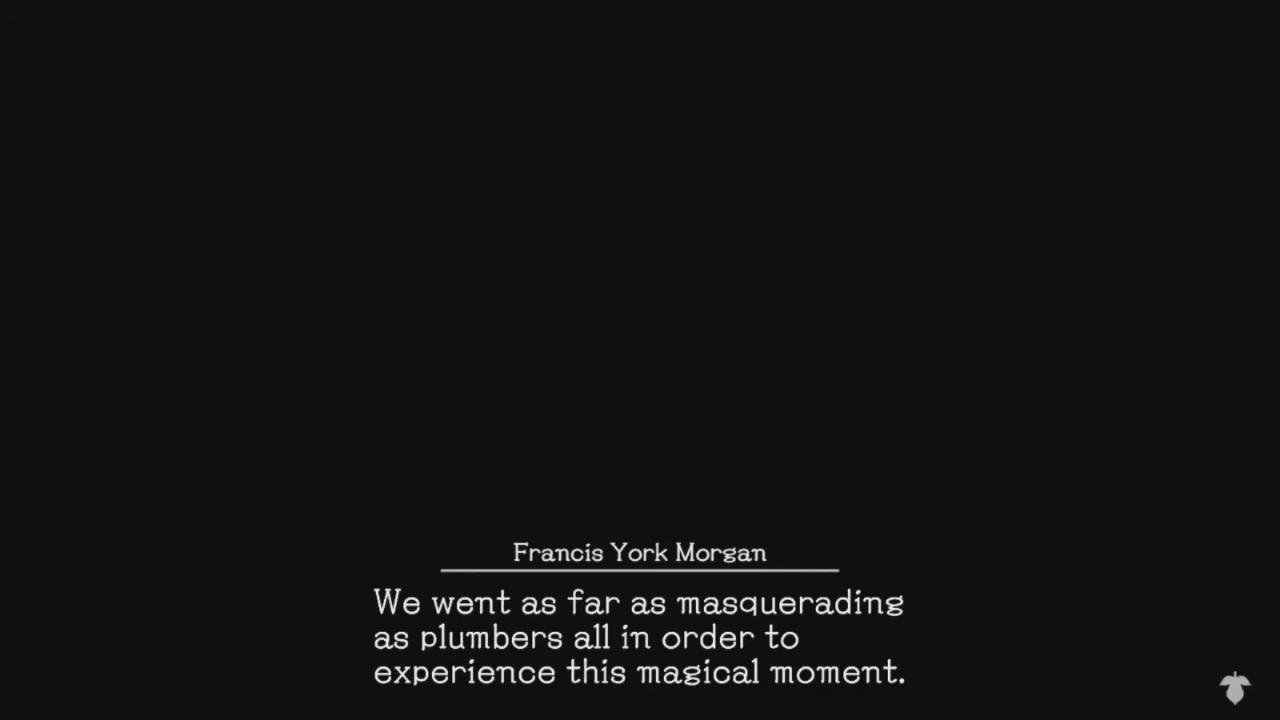 Francis York Morgan
We went as far as masquerading
as plumbers all in order to
experience this magical moment.